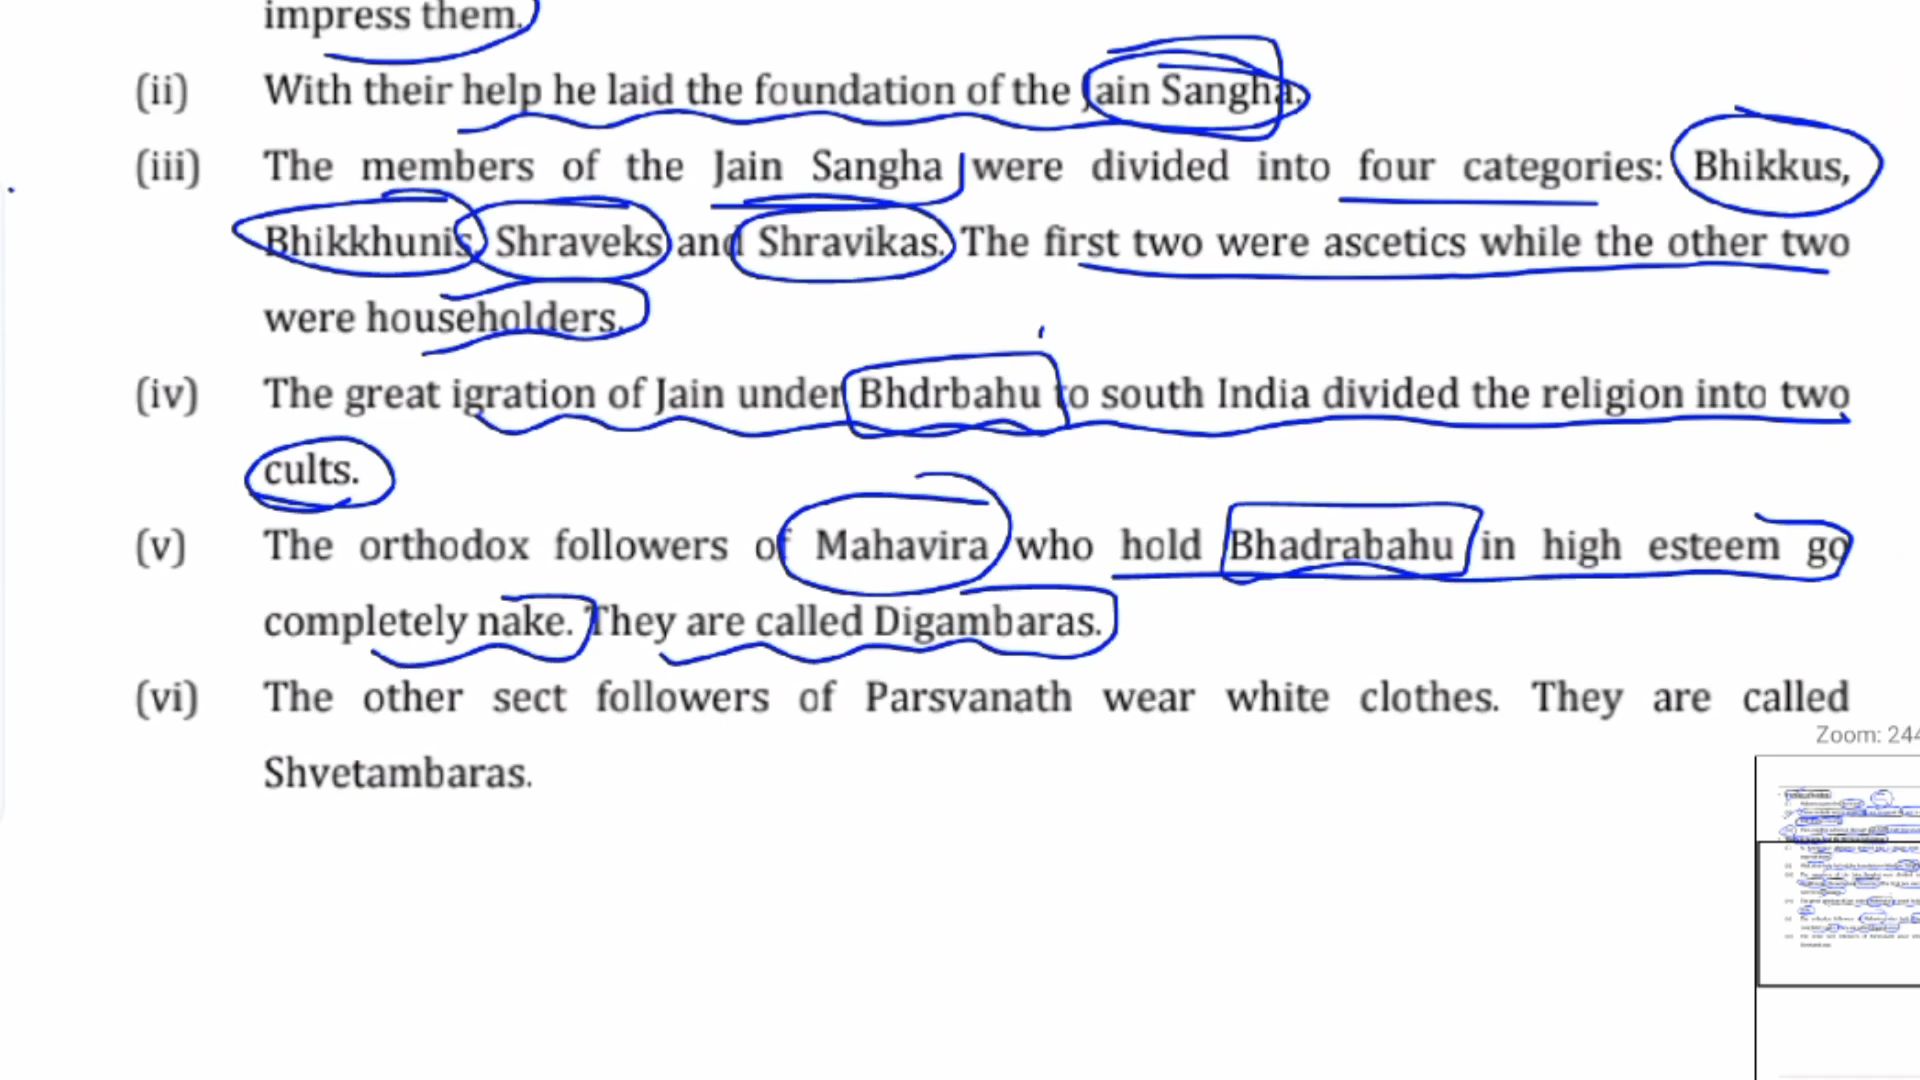 impress them.
(ii) With their help he laid the foundation of the Jain Sangha.
(iii) The members of the Jain Sangha were divided into four categories: Bhikkus,
Bhikkhunis, Shraveks and Shravikas. The first two were ascetics while the other two
were householders.
(iv) The great igration of Jain under Bhdrbahu to south India divided the religion into two
cults.
(v) The orthodox followers of Mahavira who hold Bhadrabahu in high esteem go
completely nake. They are called Digambaras.
(vi) The other sect followers of Parsvanath wear white clothes. They are called
Shvetambaras.
Zoom: 244